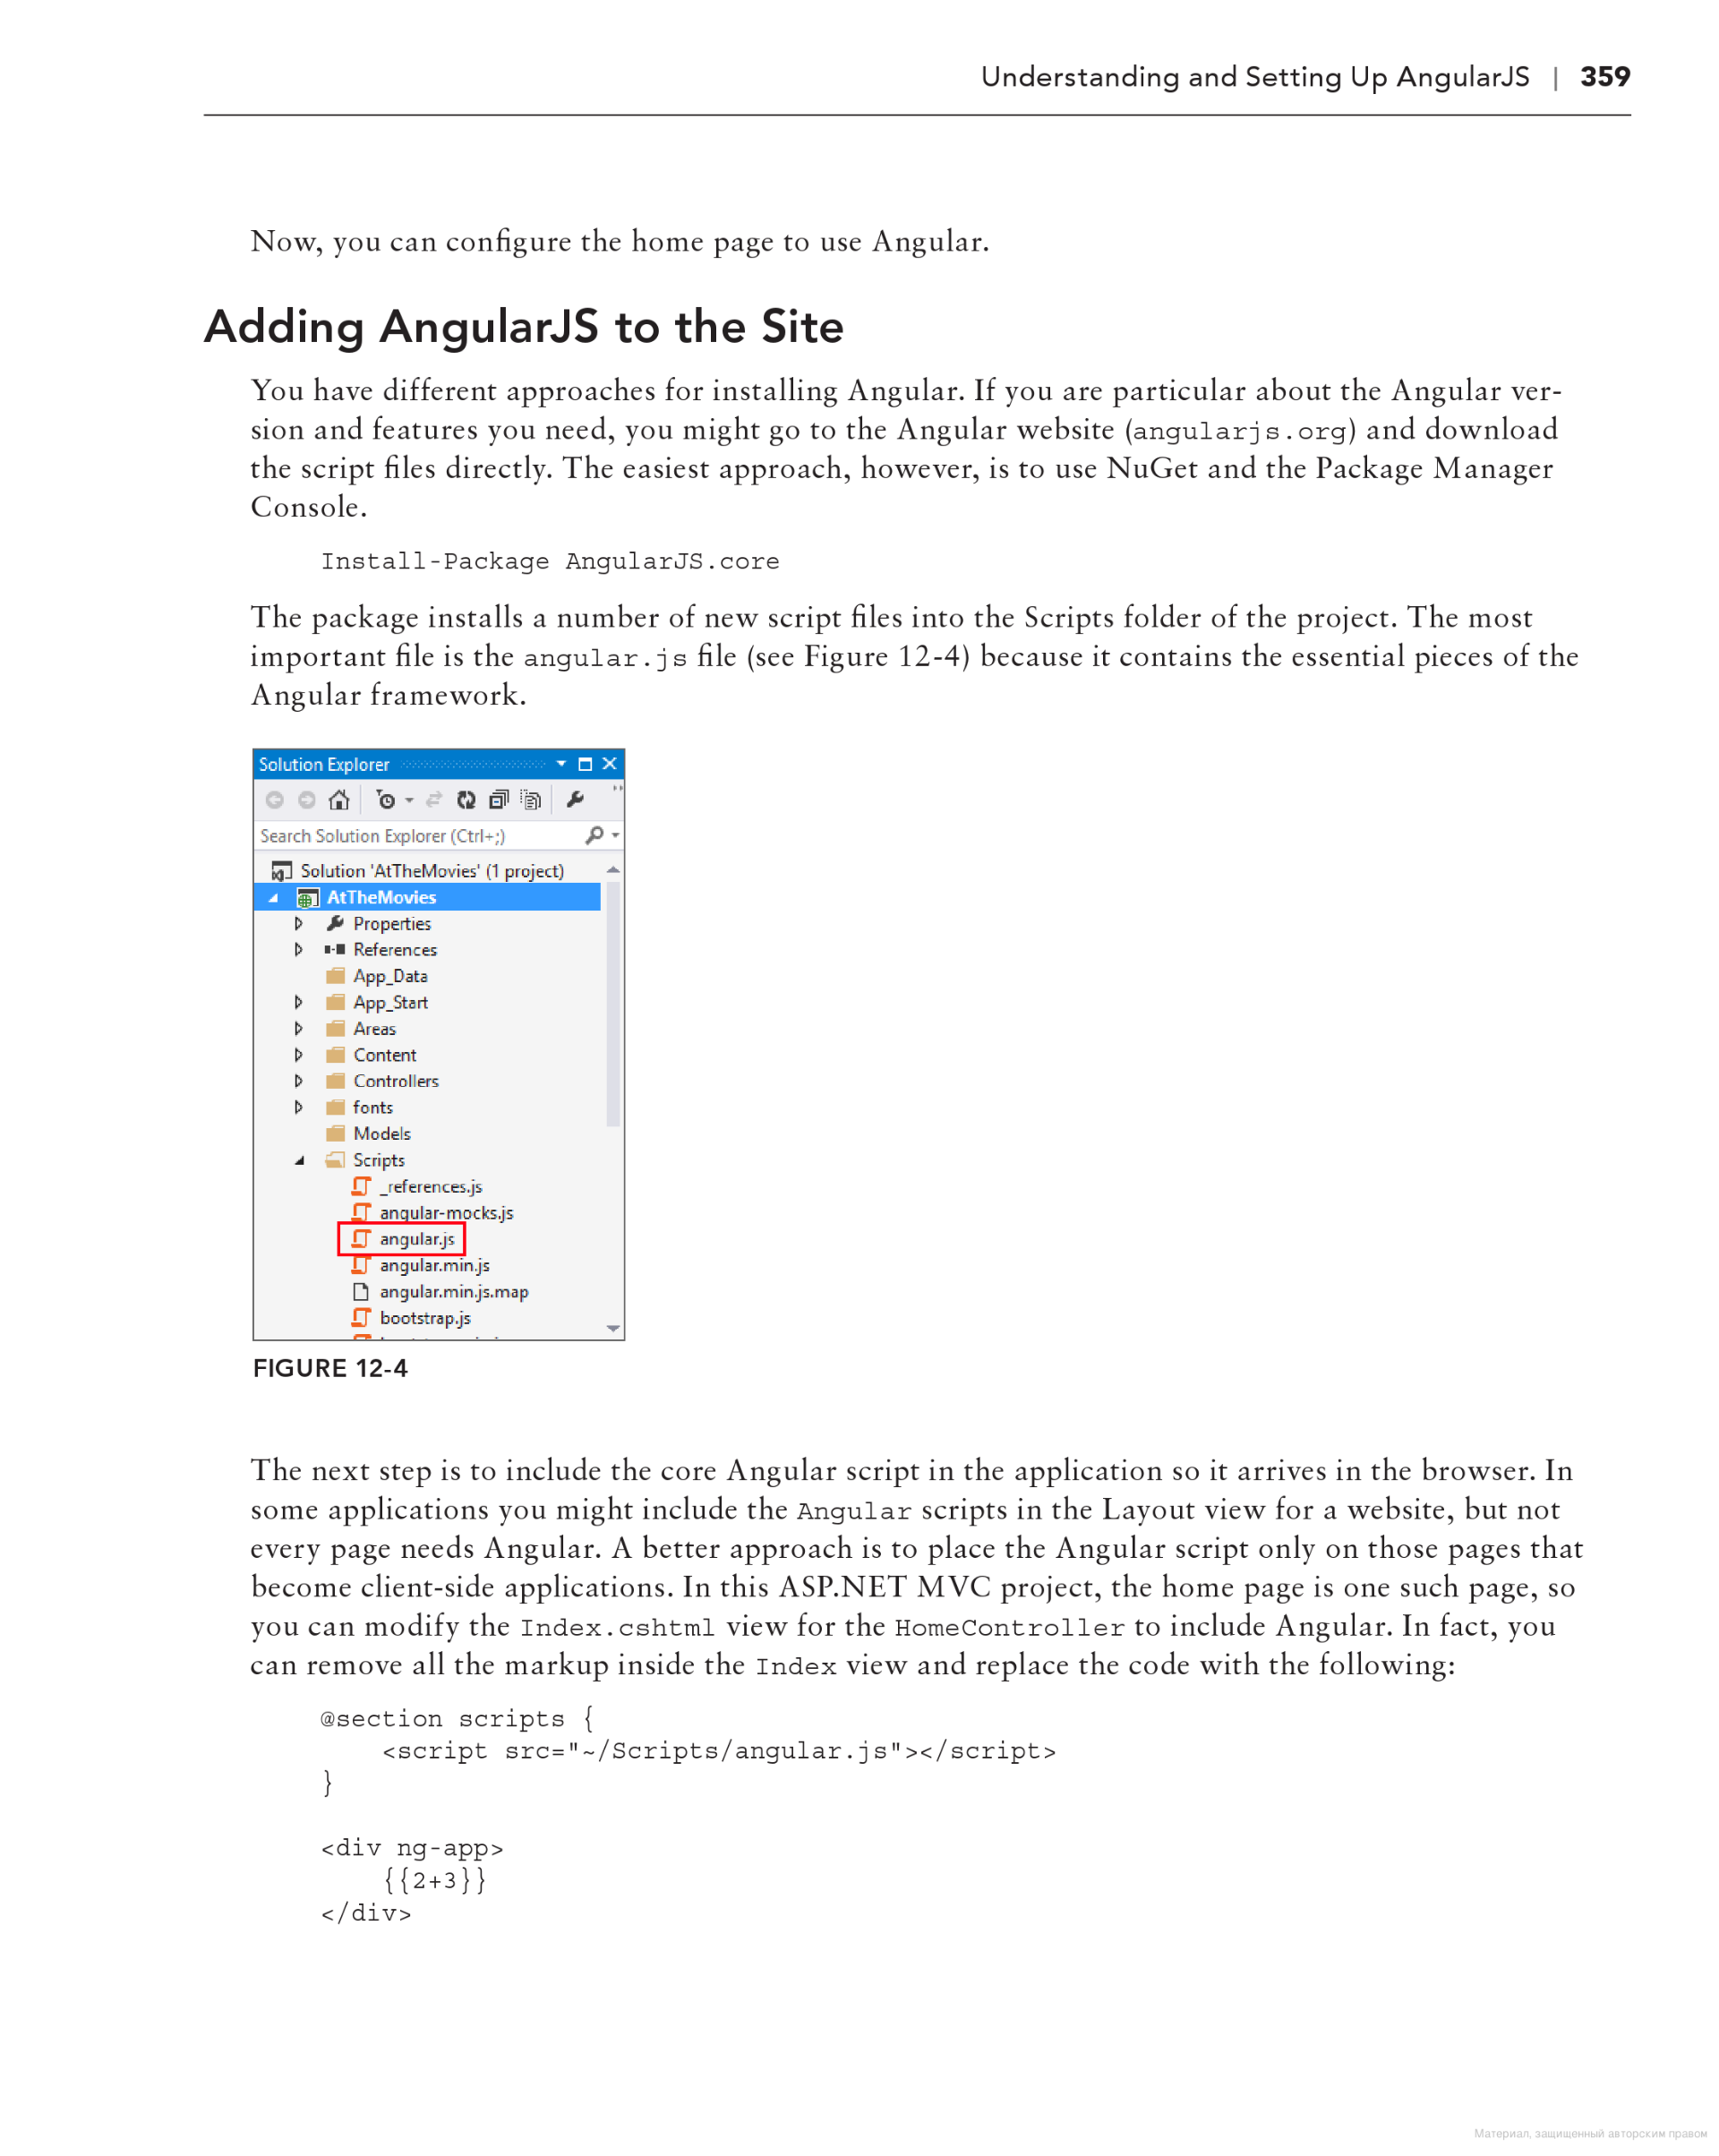 Understanding and Setting Up AngularJS | 359
Now, you can configure the home page to use Angular.
Adding AngularJS to the Site
You have different approaches for installing Angular. If you are particular about the Angular ver-
sion and features you need, you might go to the Angular website (angularjs.org) and download
the script files directly. The easiest approach, however, is to use NuGet and the Package Manager
Console.
Install-Package AngularJS.core
The package installs a number of new script files into the Scripts folder of the project. The most
important file is the angular.js file (see Figure 12-4) because it contains the essential pieces of the
Angular framework.
Solution Explorer
Search Solution Explorer (Ctrl+;)
Solution 'AtTheMovies' (1 project)
AtTheMovies
Properties
References
App_Data
App_Start
Areas
Content
Controllers
fonts
Models
Scripts
_references.js
angular-mocks.js
angular.js
angular.min.js
angular.min.js.map
bootstrap.js
FIGURE 12-4
The next step is to include the core Angular script in the application so it arrives in the browser. In
some applications you might include the Angular scripts in the Layout view for a website, but not
every page needs Angular. A better approach is to place the Angular script only on those pages that
become client-side applications. In this ASP.NET MVC project, the home page is one such page, so
you can modify the Index.cshtml view for the HomeController to include Angular. In fact, you
can remove all the markup inside the Index view and replace the code with the following:
@section scripts {
<script src="~/Scripts/angular.js"></script>
}
<div ng-app>
{{2+3}}
</div>
Материал, защищенный авторским правом